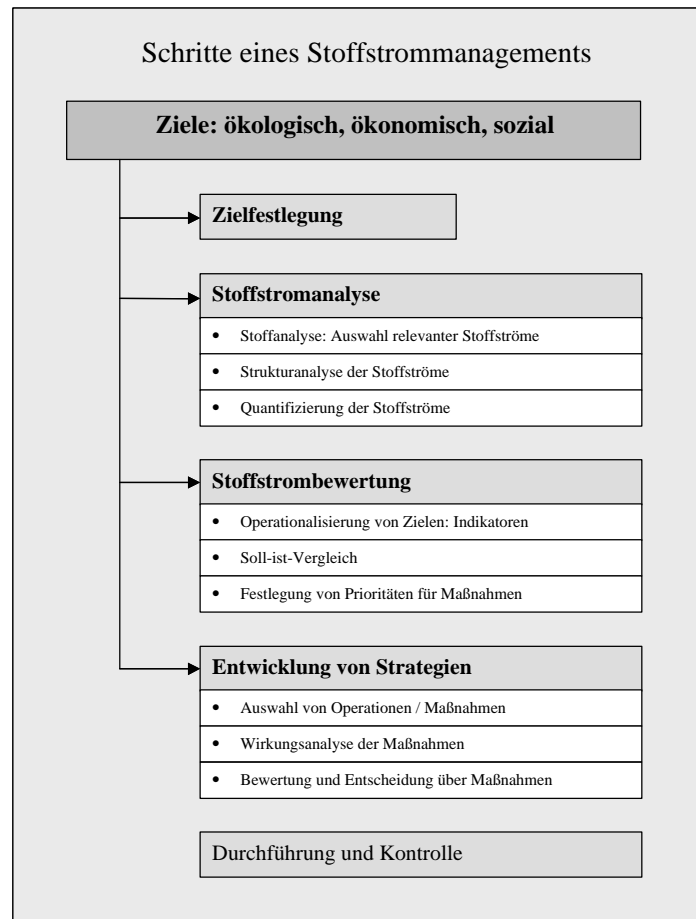 Schritte eines Stoffstrommanagements
Ziele: ökologisch, ökonomisch, sozial
Zielfestlegung
Stoffstromanalyse
• Stoffanalyse: Auswahl relevanter Stoffströme
• Strukturanalyse der Stoffströme
• Quantifizierung der Stoffströme
Stoffstrombewertung
• Operationalisierung von Zielen: Indikatoren
• Soll-ist-Vergleich
• Festlegung von Prioritäten für Maßnahmen
Entwicklung von Strategien
• Auswahl von Operationen / Maßnahmen
• Wirkungsanalyse der Maßnahmen
• Bewertung und Entscheidung über Maßnahmen
Durchführung und Kontrolle